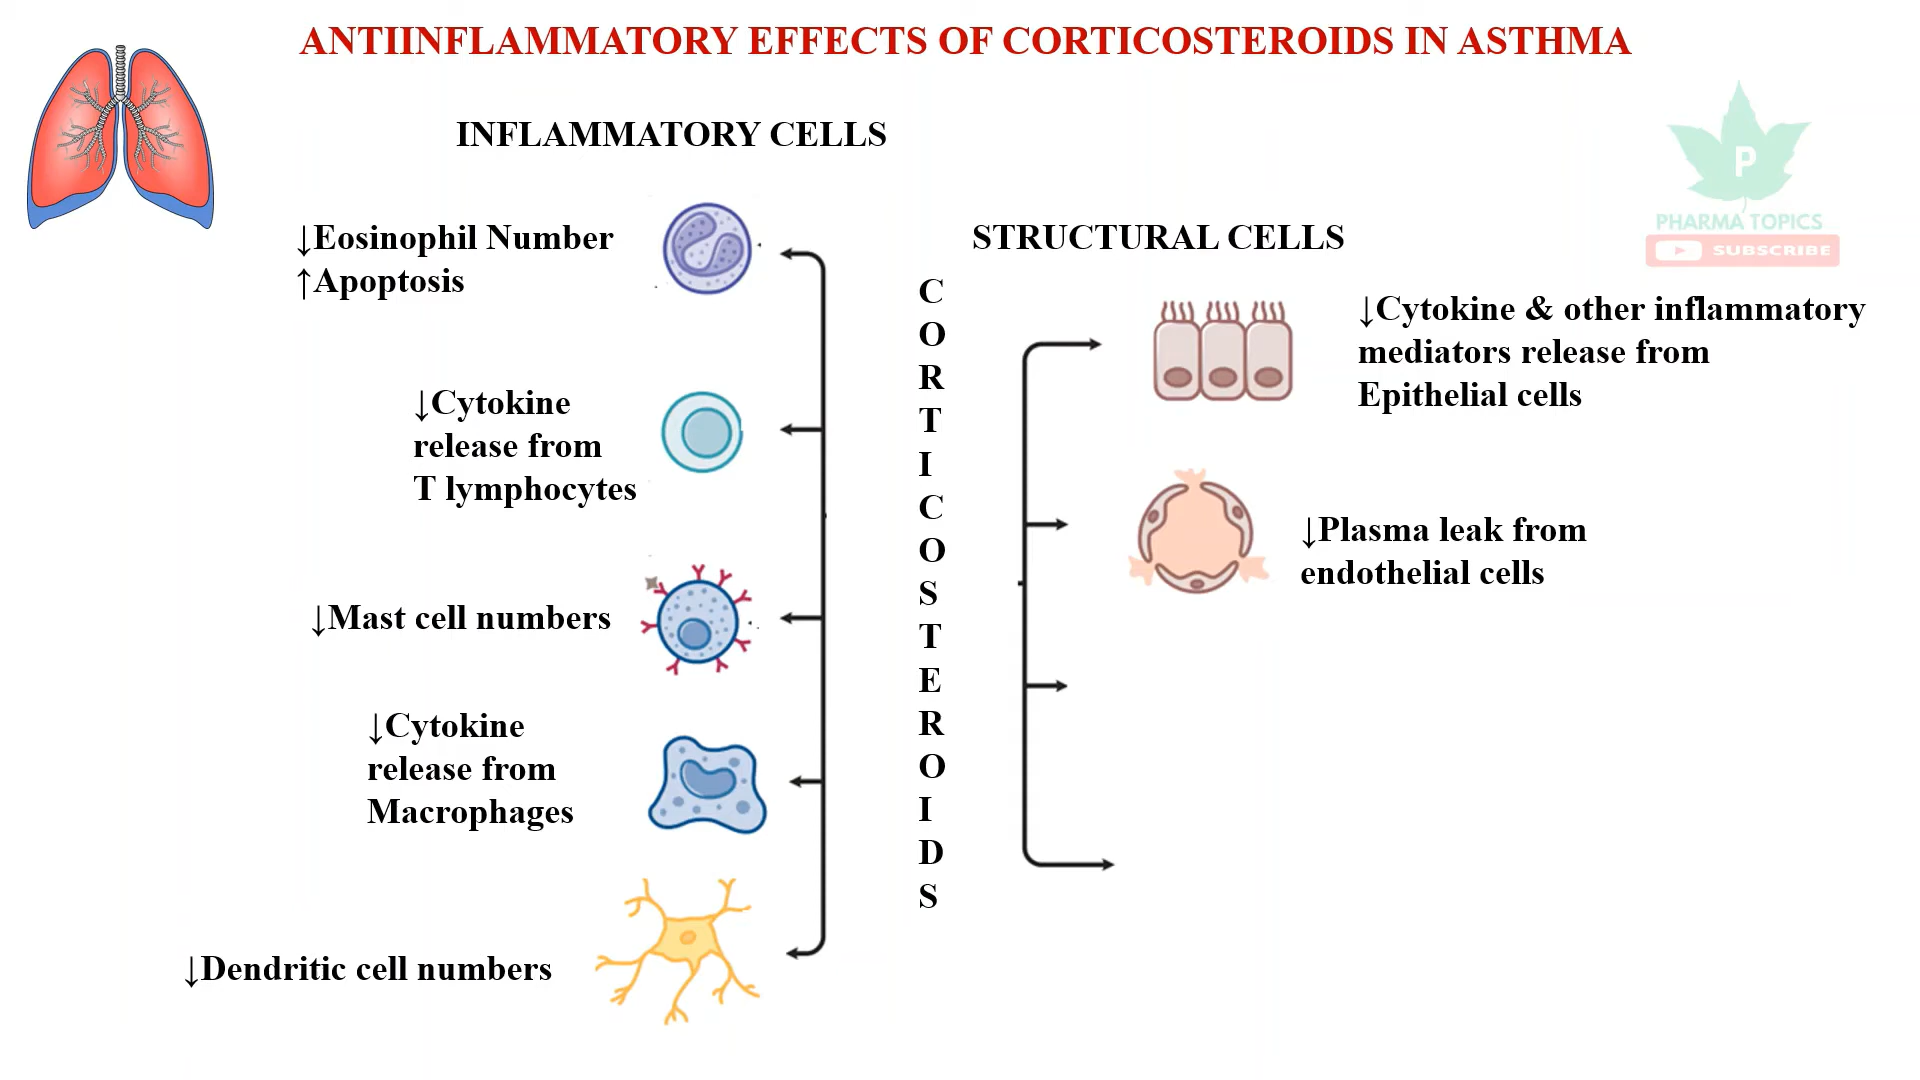 ANTIINFLAMMATORY EFFECTS OF CORTICOSTEROIDS IN ASTHMA
INFLAMMATORY CELLS
↓Eosinophil Number
↑Apoptosis
↓Cytokine
release from
T lymphocytes
↓Mast cell numbers
↓Cytokine
release from
Macrophages
↓Dendritic cell numbers
C
O
R
T
I
C
O
S
T
E
R
O
I
D
S
STRUCTURAL CELLS
↓Cytokine & other inflammatory
mediators release from
Epithelial cells
↓Plasma leak from
endothelial cells
P
PHARMA TOPICS
SUBSCRIBE